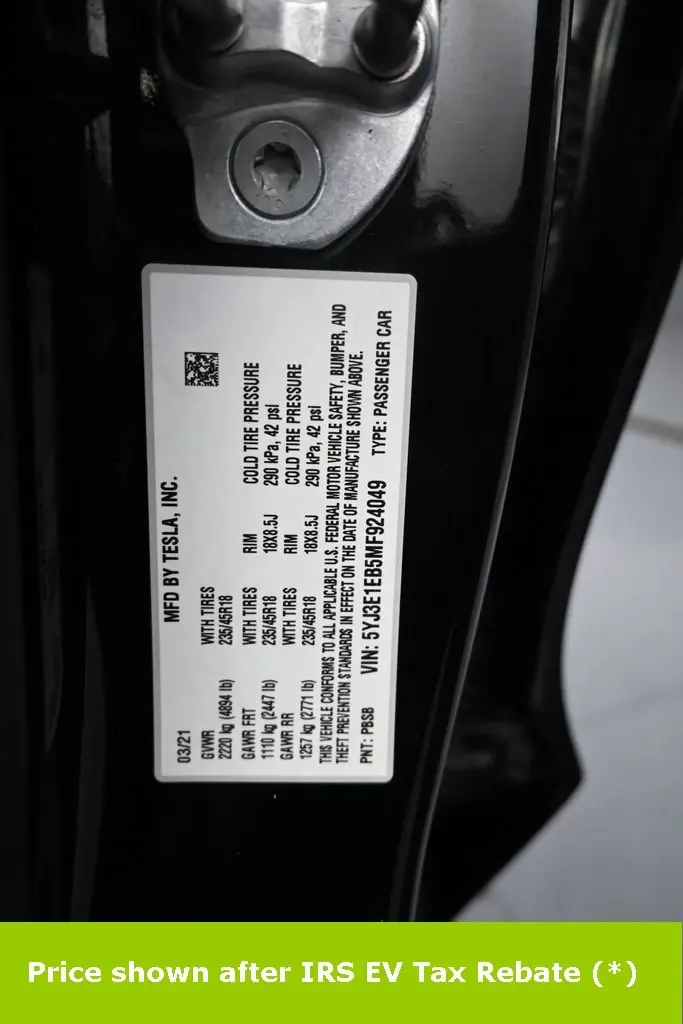 MFD BY TESLA, INC.
03/21
GVWR WITH TIRES
2220 kg (4894 lb) 235/45R18
GAWR FRT WITH TIRES RIM COLD TIRE PRESSURE
1110 kg (2447 lb) 235/45R18 18X8.5J 290 kPa, 42 psi
GAWR RR WITH TIRES RIM COLD TIRE PRESSURE
1257 kg (2771 lb) 235/45R18 18X8.5J 290 kPa, 42 psi
THIS VEHICLE CONFORMS TO ALL APPLICABLE U.S. FEDERAL MOTOR VEHICLE SAFETY, BUMPER, AND
THEFT PREVENTION STANDARDS IN EFFECT ON THE DATE OF MANUFACTURE SHOWN ABOVE.
PNT: PBSB VIN: 5YJ3E1EB5MF924049 TYPE: PASSENGER CAR
Price shown after IRS EV Tax Rebate (*)